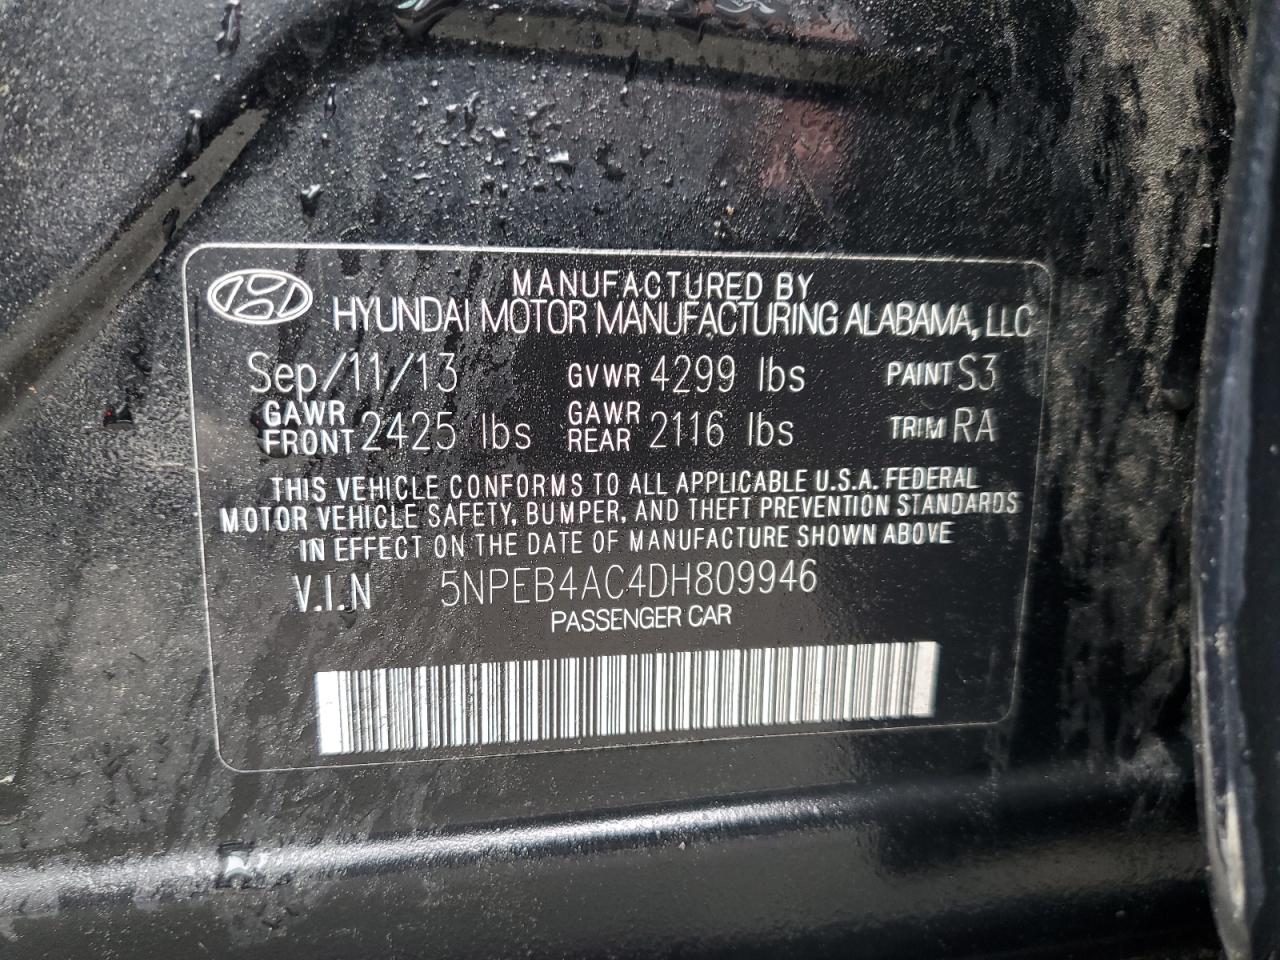 MANUFACTURED BY
HYUNDAI MOTOR MANUFACTURING ALABAMA, LLC
Sep/11/13 GVWR 4299 lbs PAINT S3
GAWR FRONT 2425 lbs GAWR REAR 2116 lbs TRIM RA
THIS VEHICLE CONFORMS TO ALL APPLICABLE U.S.A. FEDERAL
MOTOR VEHICLE SAFETY, BUMPER, AND THEFT PREVENTION STANDARDS
IN EFFECT ON THE DATE OF MANUFACTURE SHOWN ABOVE
V.I.N 5NPEB4AC4DH809946
PASSENGER CAR